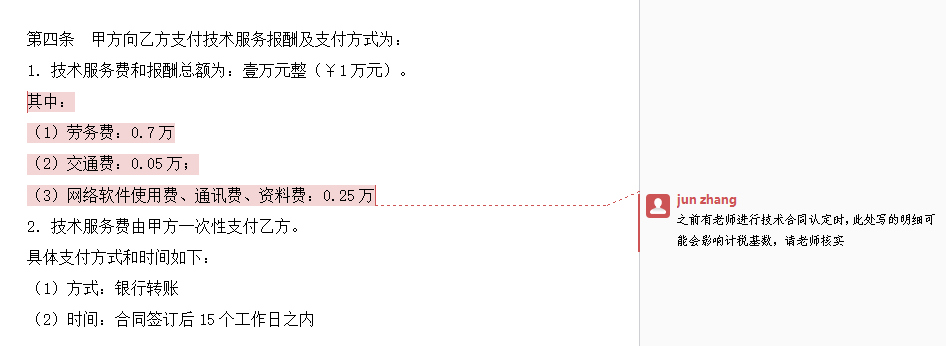 第四条 甲方向乙方支付技术服务报酬及支付方式为：
1. 技术服务费和报酬总额为：壹万元整（￥1万元）。
其中：
（1）劳务费：0.7万
（2）交通费：0.05万；
（3）网络软件使用费、通讯费、资料费：0.25万
2. 技术服务费由甲方一次性支付乙方。
具体支付方式和时间如下：
（1）方式：银行转账
（2）时间：合同签订后15个工作日之内
jun zhang
之前有老师进行技术合同认定时，此处写的明细可
能会影响计税基数，请老师核实